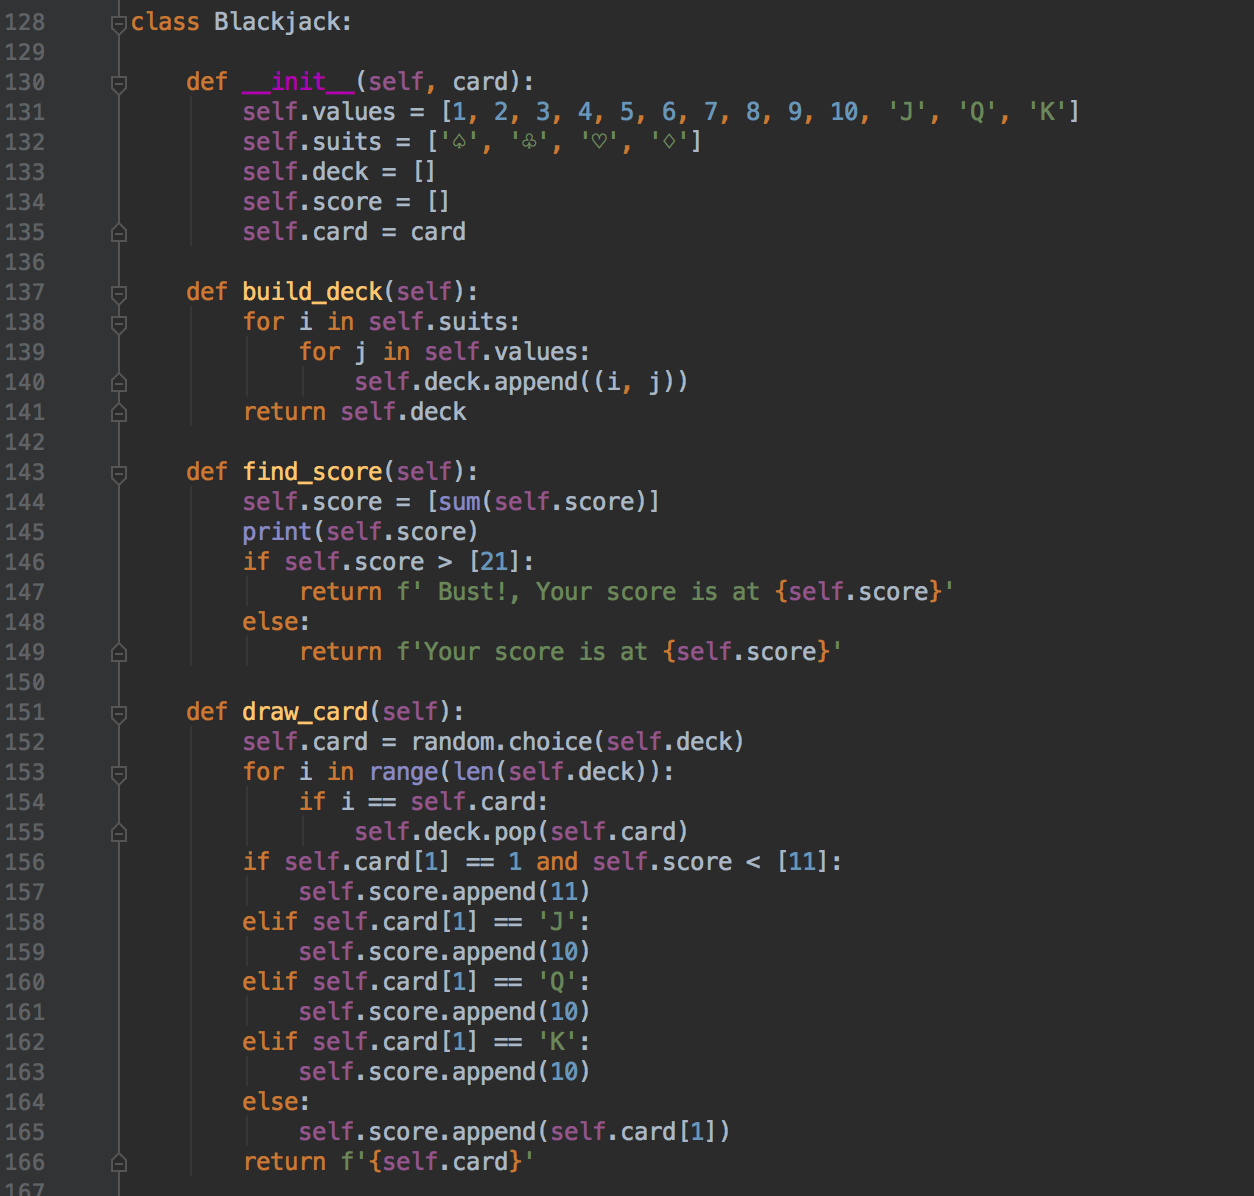 128 class Blackjack:
129
130     def __init__(self, card):
131         self.values = [1, 2, 3, 4, 5, 6, 7, 8, 9, 10, 'J', 'Q', 'K']
132         self.suits = ['♤', '♧', '♡', '♢']
133         self.deck = []
134         self.score = []
135         self.card = card
136
137     def build_deck(self):
138         for i in self.suits:
139             for j in self.values:
140                 self.deck.append((i, j))
141         return self.deck
142
143     def find_score(self):
144         self.score = [sum(self.score)]
145         print(self.score)
146         if self.score > [21]:
147             return f' Bust!, Your score is at {self.score}'
148         else:
149             return f'Your score is at {self.score}'
150
151     def draw_card(self):
152         self.card = random.choice(self.deck)
153         for i in range(len(self.deck)):
154             if i == self.card:
155                 self.deck.pop(self.card)
156         if self.card[1] == 1 and self.score < [11]:
157             self.score.append(11)
158         elif self.card[1] == 'J':
159             self.score.append(10)
160         elif self.card[1] == 'Q':
161             self.score.append(10)
162         elif self.card[1] == 'K':
163             self.score.append(10)
164         else:
165             self.score.append(self.card[1])
166         return f'{self.card}'
167